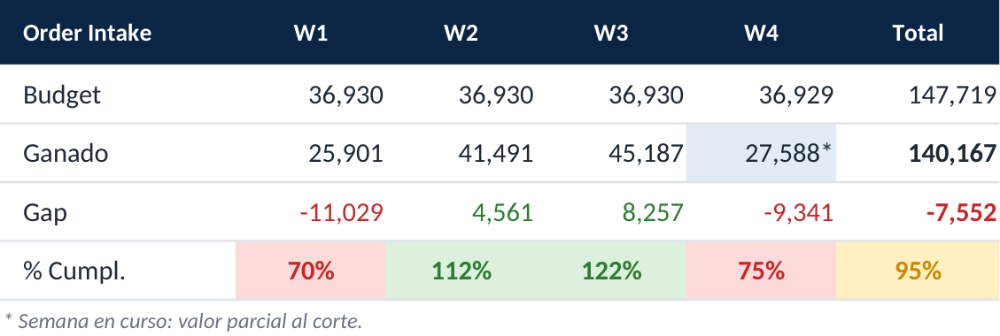 Order Intake W1 W2 W3 W4 Total
Budget 36,930 36,930 36,930 36,929 147,719
Ganado 25,901 41,491 45,187 27,588* 140,167
Gap -11,029 4,561 8,257 -9,341 -7,552
% Cumpl. 70% 112% 122% 75% 95%
* Semana en curso: valor parcial al corte.